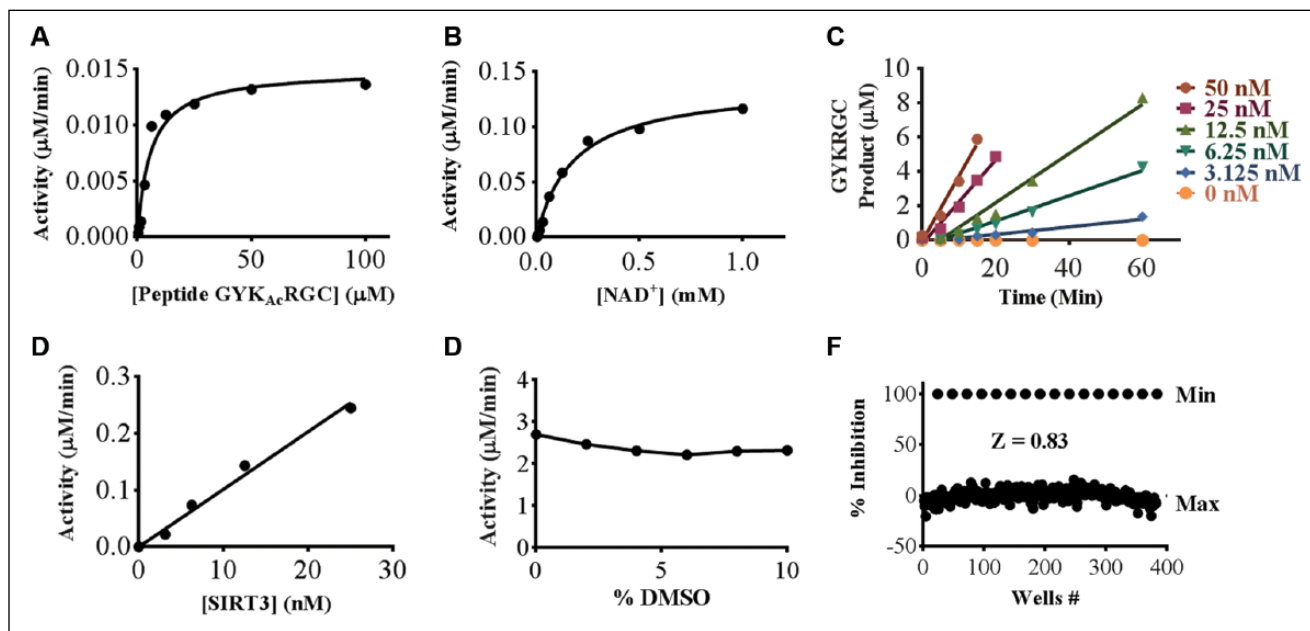 A
0.015
0.010
0.005
0.000
Activity (µM/min)
0
50
100
[Peptide GYKAcRGC] (µM)
B
0.15
0.10
0.05
0.00
Activity (µM/min)
0.0
0.5
1.0
[NAD+] (mM)
C
10
8
6
4
2
0
GYKRGC
Product (µM)
0
20
40
60
Time (Min)
50 nM
25 nM
12.5 nM
6.25 nM
3.125 nM
0 nM
D
0.3
0.2
0.1
0.0
Activity (µM/min)
0
10
20
30
[SIRT3] (nM)
D
4
3
2
1
0
Activity (µM/min)
0
5
10
% DMSO
F
100
50
0
-50
% Inhibition
Z = 0.83
Min
Max
0
100
200
300
400
Wells #